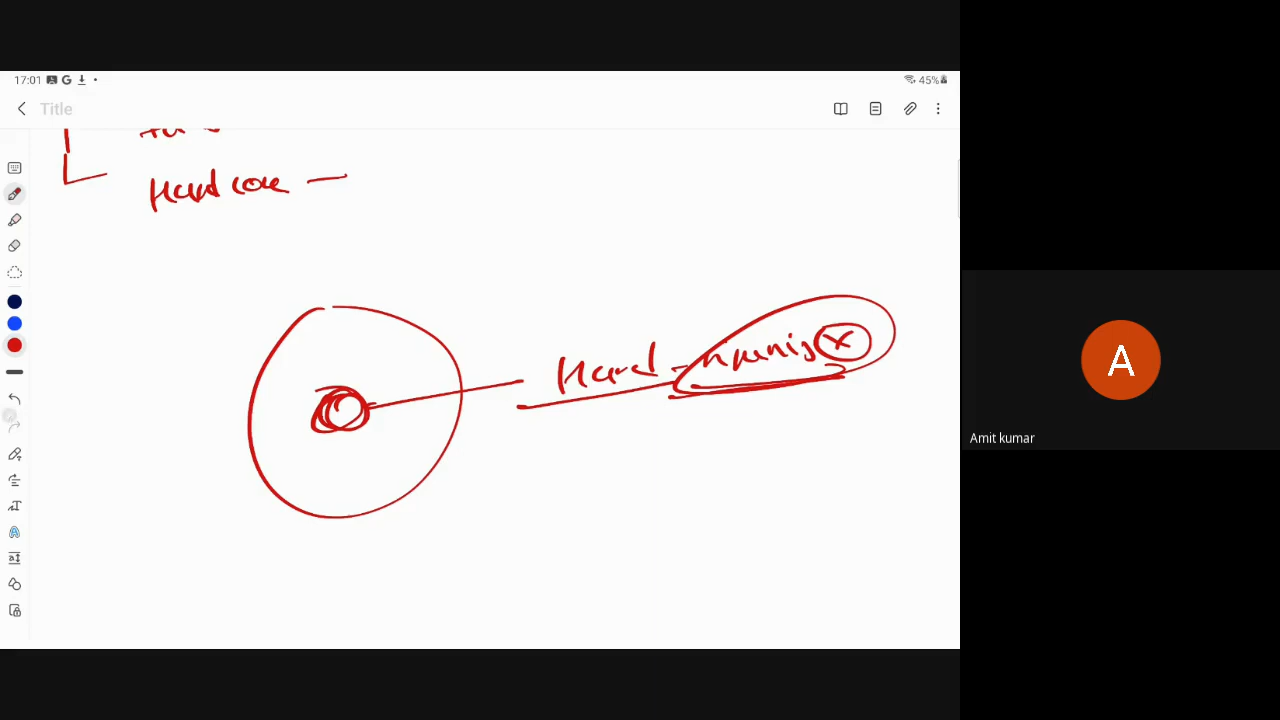 17:01 45%
Title
Hard core —
Hard - X
Amit kumar
A